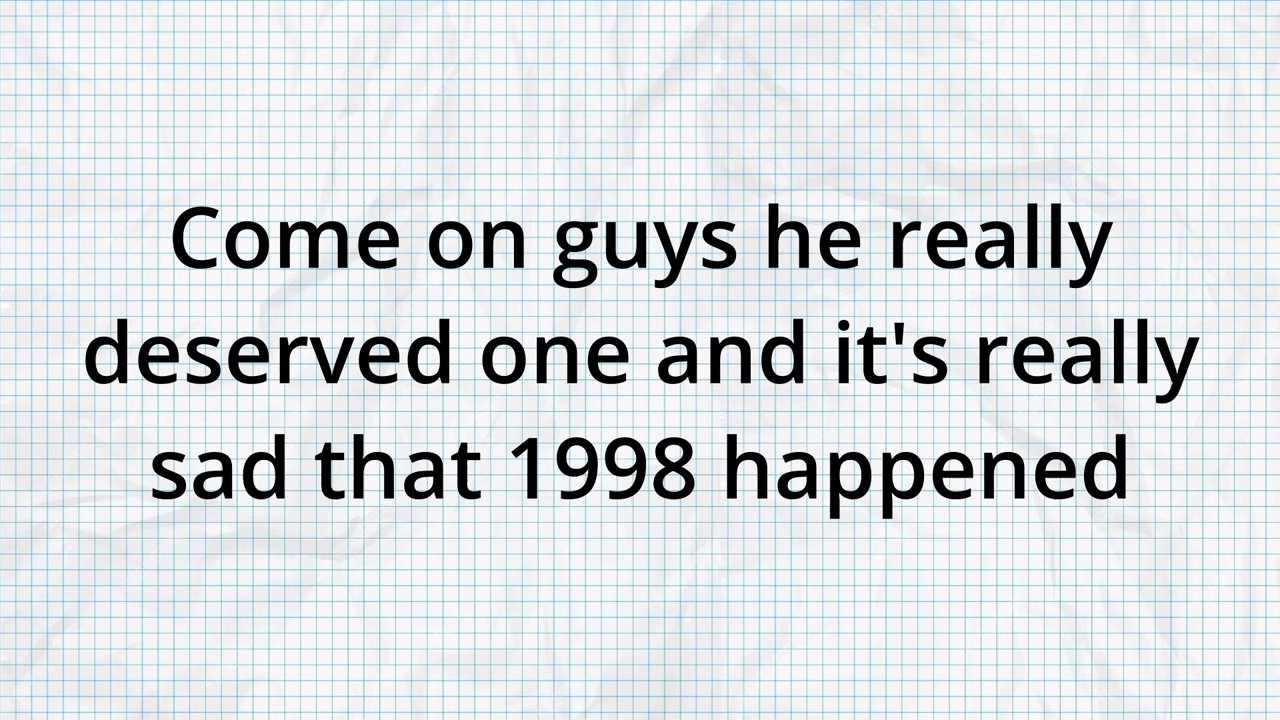 Come on guys he really
deserved one and it's really
sad that 1998 happened